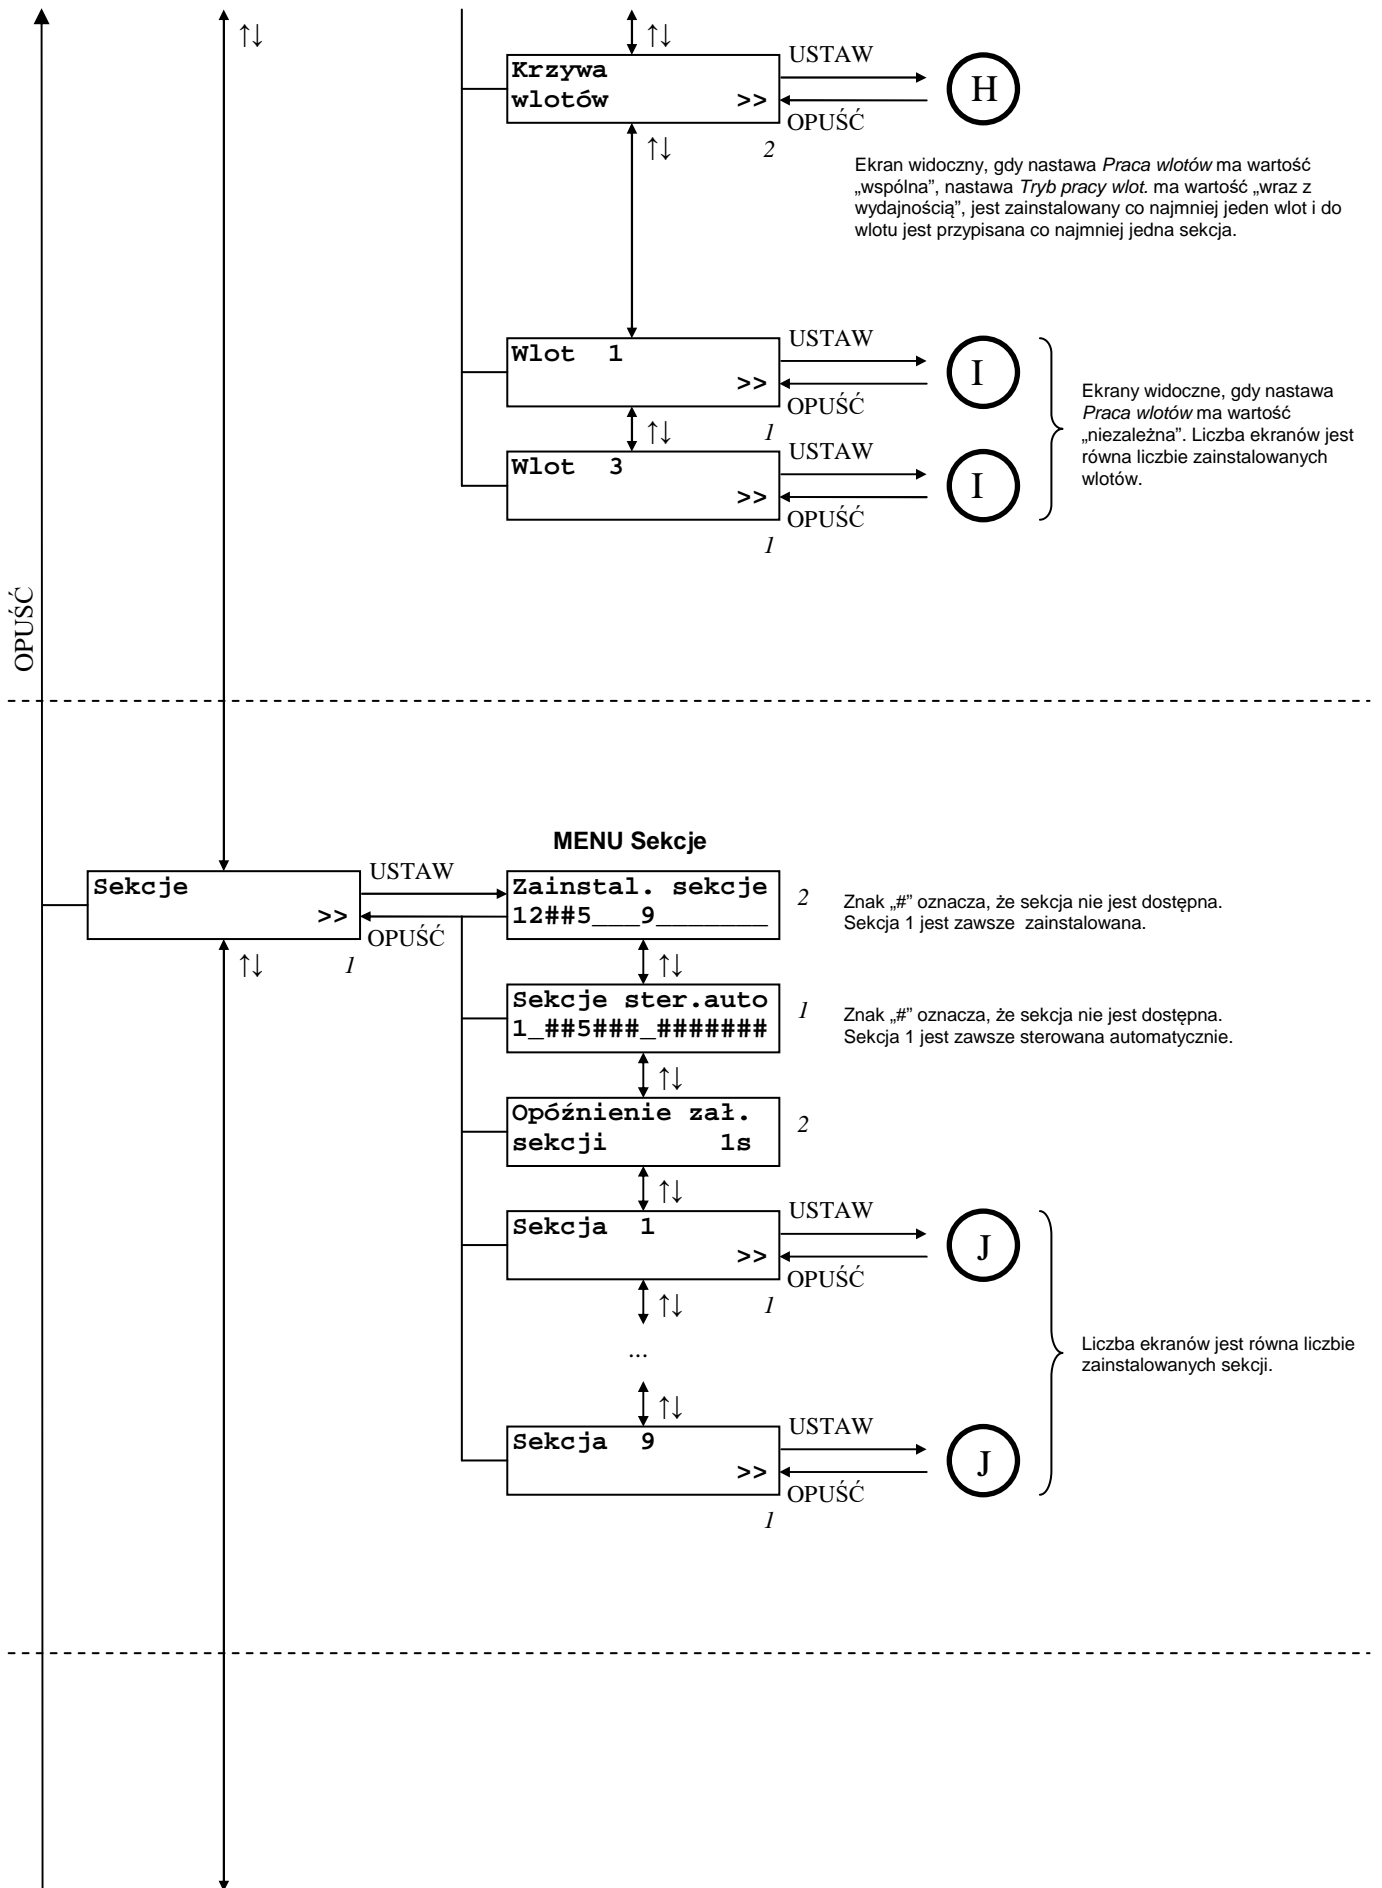 ↑↓
↑↓
Krzywa
wlotów >>
USTAW
OPUŚĆ
H
↑↓
2
Ekran widoczny, gdy nastawa Praca wlotów ma wartość
„wspólna”, nastawa Tryb pracy wlot. ma wartość „wraz z
wydajnością”, jest zainstalowany co najmniej jeden wlot i do
wlotu jest przypisana co najmniej jedna sekcja.
Wlot 1
>>
USTAW
OPUŚĆ
I
↑↓
1
Wlot 3
>>
USTAW
OPUŚĆ
I
1
Ekrany widoczne, gdy nastawa
Praca wlotów ma wartość
„niezależna”. Liczba ekranów jest
równa liczbie zainstalowanych
wlotów.
OPUŚĆ
MENU Sekcje
Sekcje
>>
USTAW
OPUŚĆ
↑↓
1
Zainstal. sekcje
12##5___9_______
2
Znak „#” oznacza, że sekcja nie jest dostępna.
Sekcja 1 jest zawsze zainstalowana.
↑↓
Sekcje ster.auto
1_##5###_#######
1
Znak „#” oznacza, że sekcja nie jest dostępna.
Sekcja 1 jest zawsze sterowana automatycznie.
↑↓
Opóźnienie zał.
sekcji 1s
2
↑↓
Sekcja 1
>>
USTAW
OPUŚĆ
J
↑↓
1
...
Liczba ekranów jest równa liczbie
zainstalowanych sekcji.
↑↓
Sekcja 9
>>
USTAW
OPUŚĆ
J
1